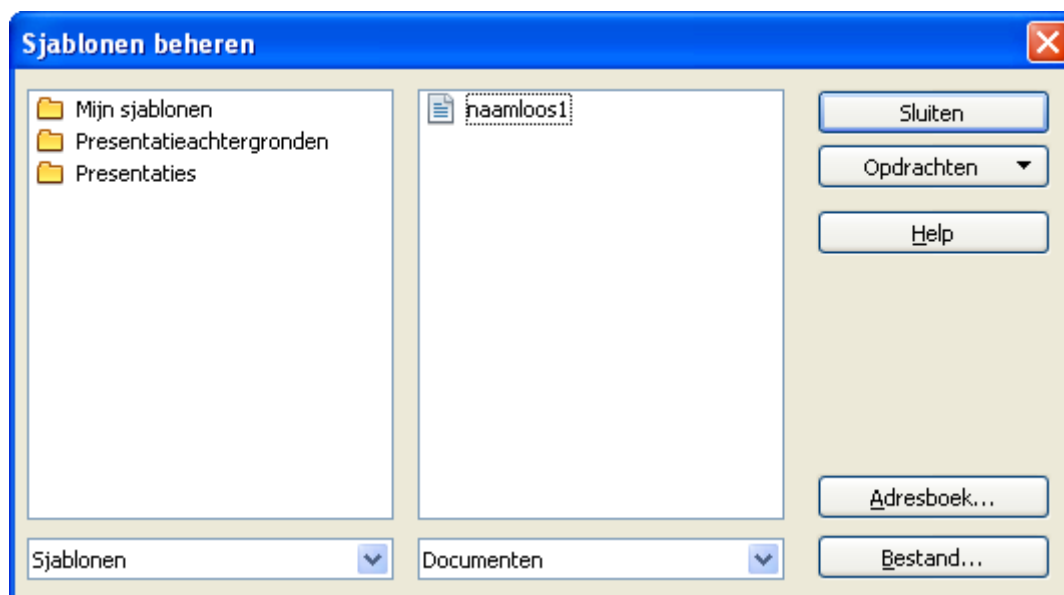 Sjablonen beheren
Mijn sjablonen
Presentatieachtergronden
Presentaties
naamloos1
Sluiten
Opdrachten
Help
Adresboek...
Sjablonen
Documenten
Bestand...